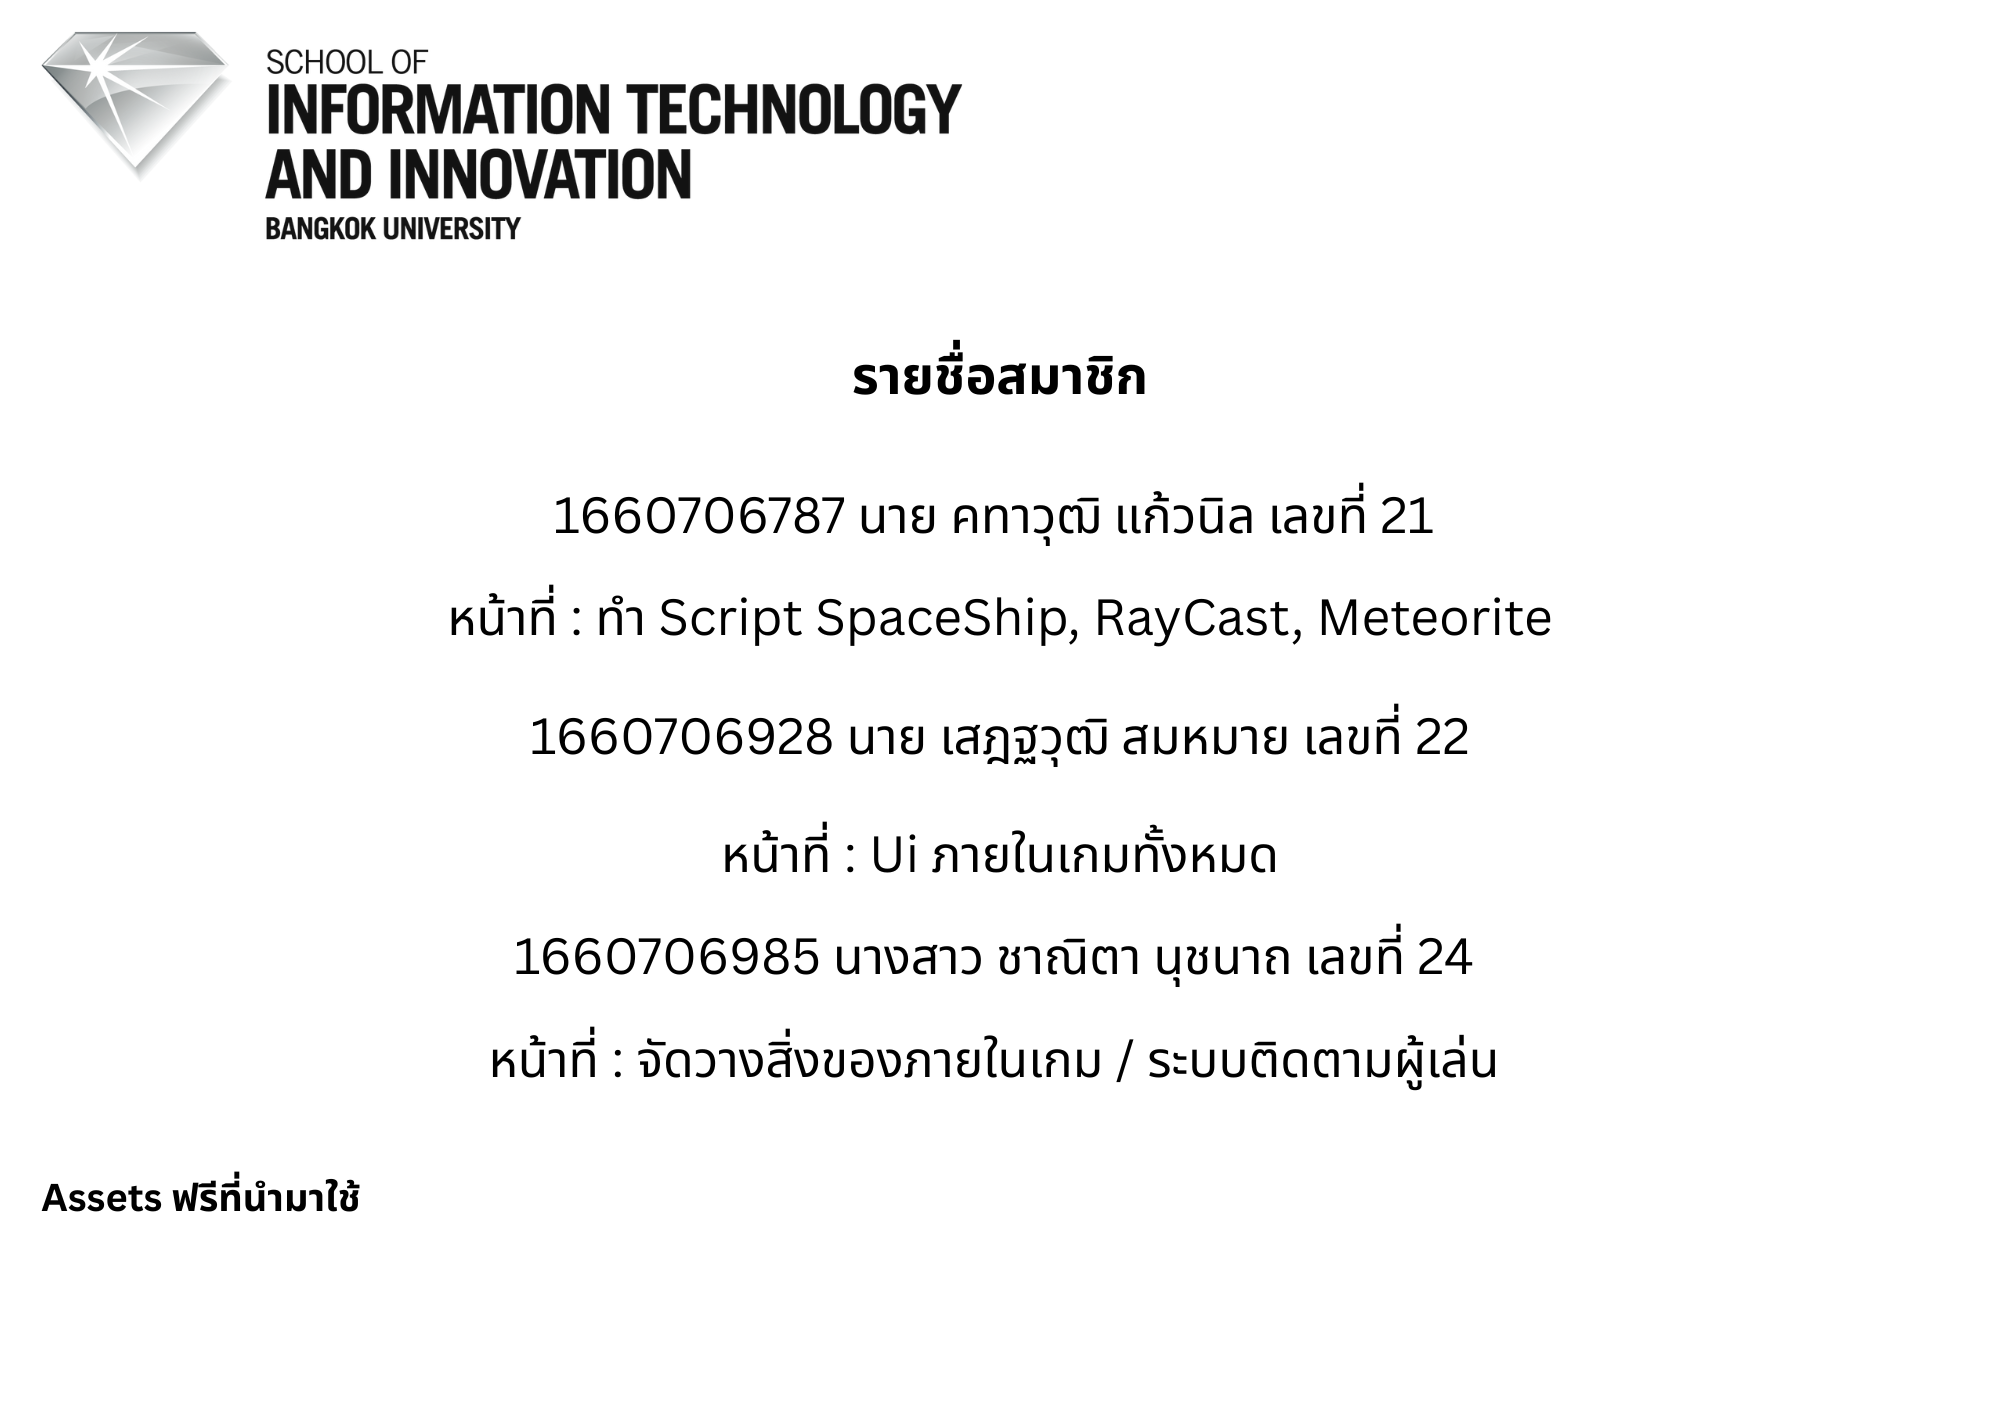 SCHOOL OF
INFORMATION TECHNOLOGY
AND INNOVATION
BANGKOK UNIVERSITY
รายชื่อสมาชิก
1660706787 นาย คทาวุฒิ แก้วนิล เลขที่ 21
หน้าที่ : ทำ Script SpaceShip, RayCast, Meteorite
1660706928 นาย เสฎฐวุฒิ สมหมาย เลขที่ 22
หน้าที่ : Ui ภายในเกมทั้งหมด
1660706985 นางสาว ชาณิตา นุชนาถ เลขที่ 24
หน้าที่ : จัดวางสิ่งของภายในเกม / ระบบติดตามผู้เล่น
Assets ฟรีที่นำมาใช้